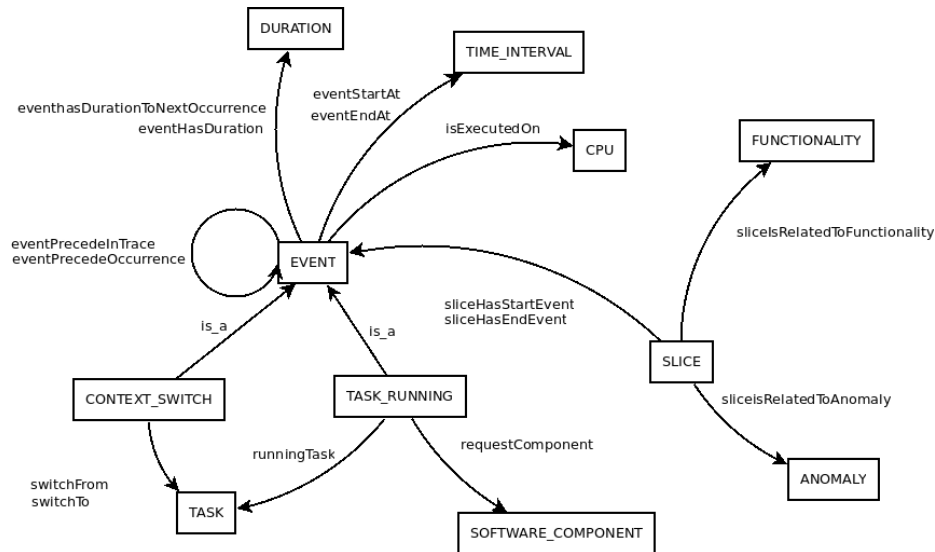 DURATION
TIME_INTERVAL
eventhasDurationToNextOccurrence
eventHasDuration
eventStartAt
eventEndAt
isExecutedOn
CPU
FUNCTIONALITY
eventPrecedeInTrace
eventPrecedeOccurrence
EVENT
sliceIsRelatedToFunctionality
sliceHasStartEvent
sliceHasEndEvent
is_a
is_a
SLICE
CONTEXT_SWITCH
TASK_RUNNING
sliceisRelatedToAnomaly
runningTask
requestComponent
switchFrom
switchTo
TASK
SOFTWARE_COMPONENT
ANOMALY